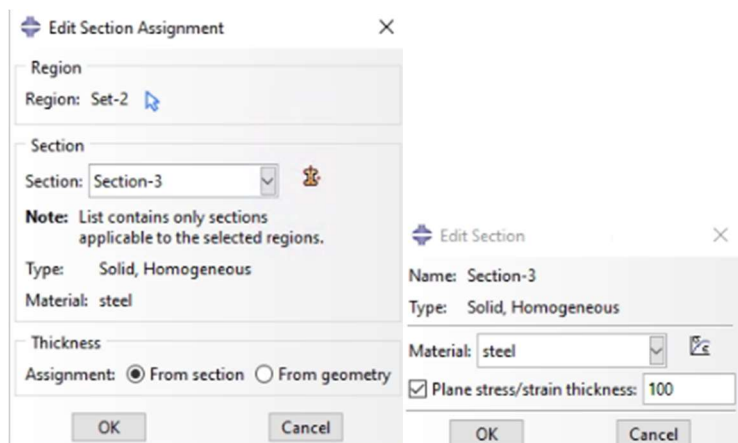 Edit Section Assignment
Region
Region: Set-2
Section
Section: Section-3
Note: List contains only sections
applicable to the selected regions.
Type: Solid, Homogeneous
Material: steel
Thickness
Assignment: From section From geometry
OK Cancel
Edit Section
Name: Section-3
Type: Solid, Homogeneous
Material: steel
Plane stress/strain thickness: 100
OK Cancel